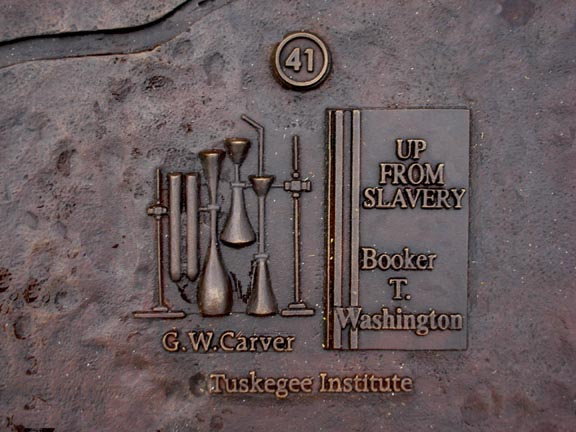 41
UP
FROM
SLAVERY
Booker
T.
Washington
G.W.Carver
Tuskegee Institute